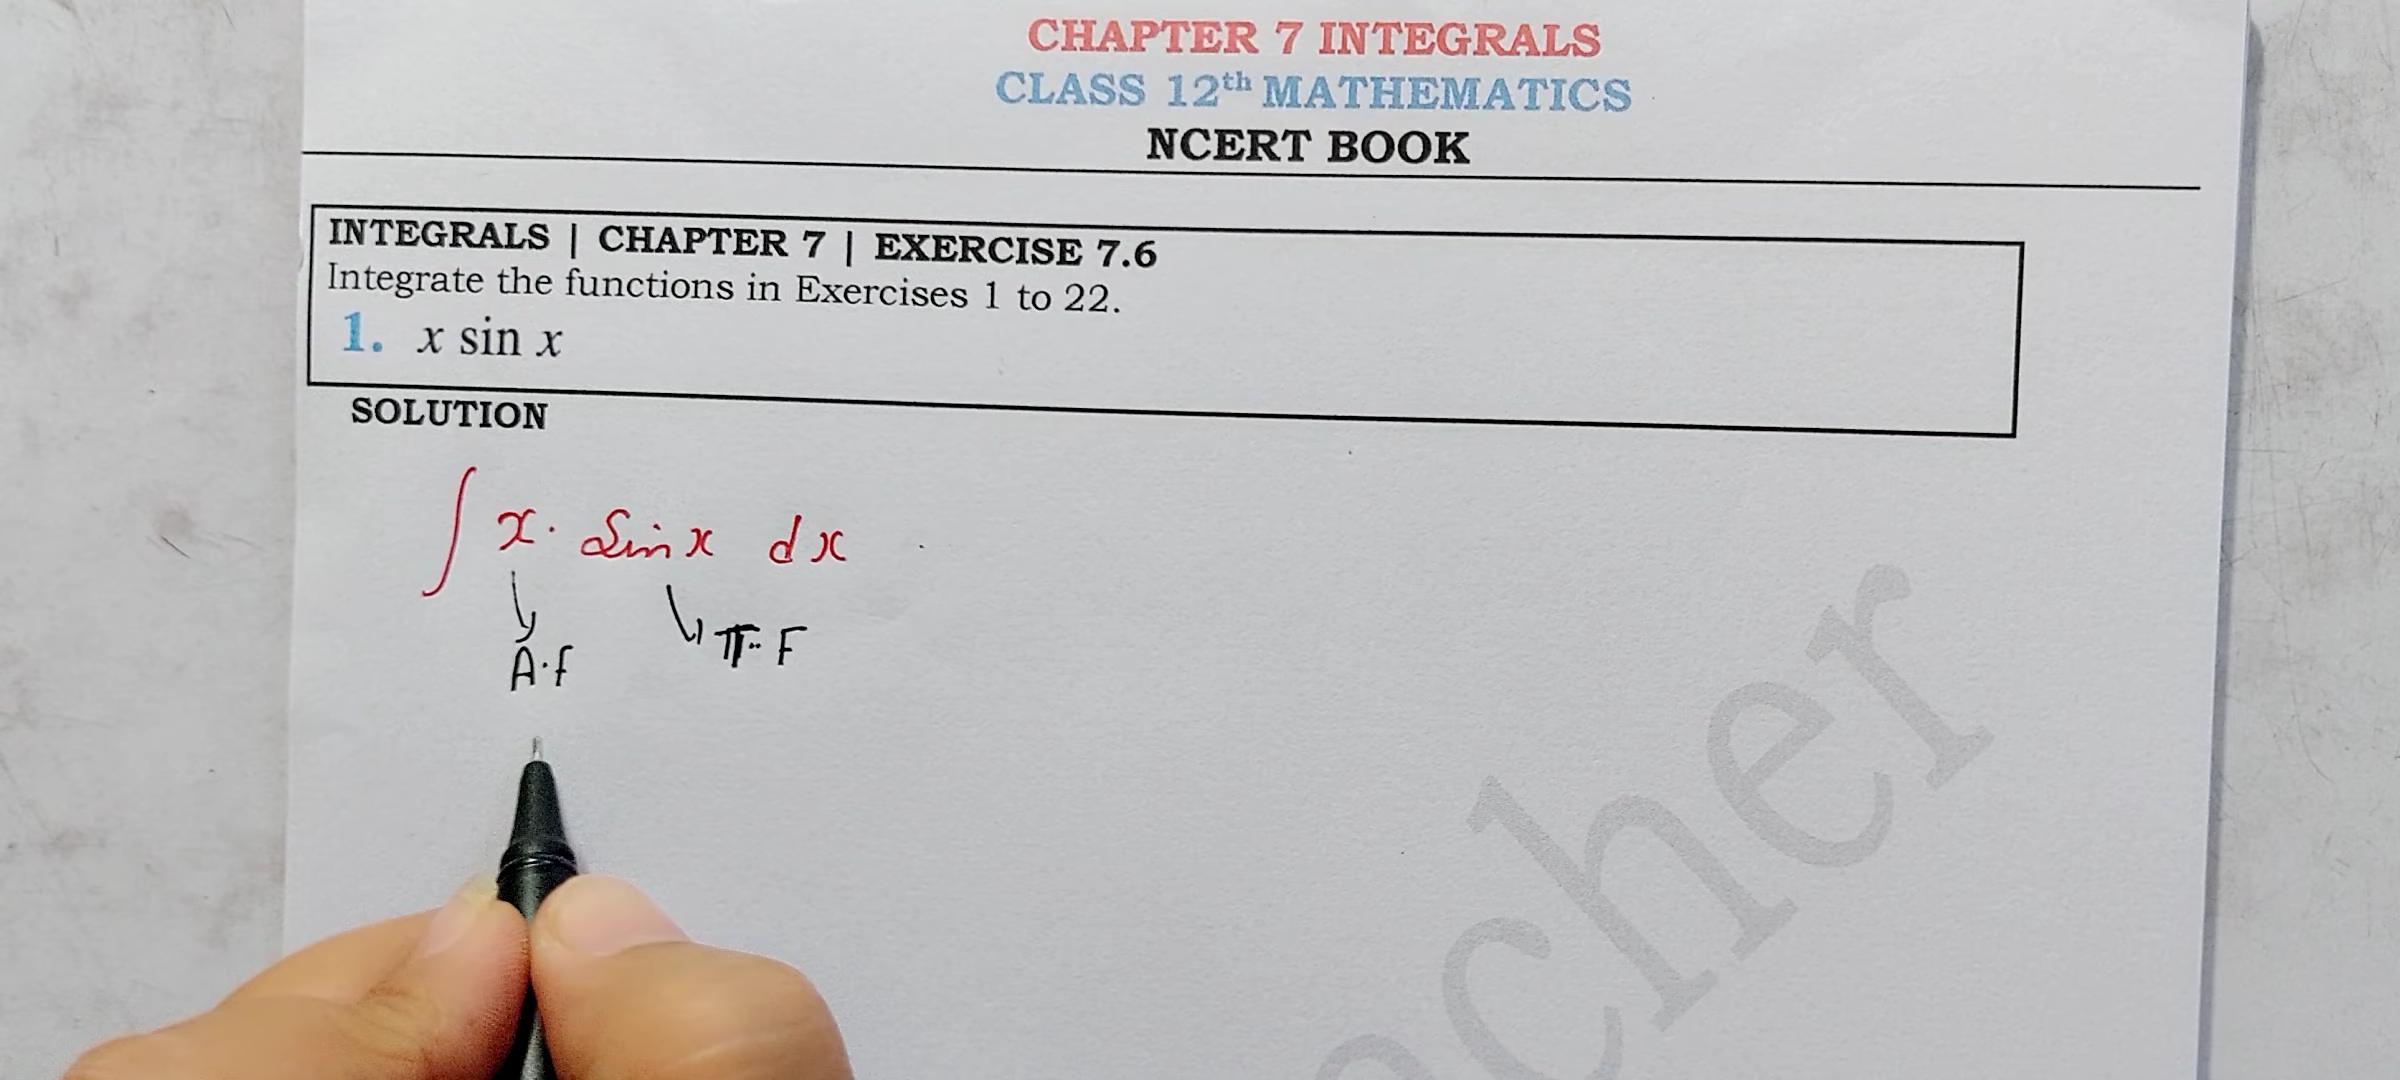 CHAPTER 7 INTEGRALS
CLASS 12th MATHEMATICS
NCERT BOOK
INTEGRALS | CHAPTER 7 | EXERCISE 7.6
Integrate the functions in Exercises 1 to 22.
1. x sin x
SOLUTION
∫ x · Sin x dx
A.f T.F
cher